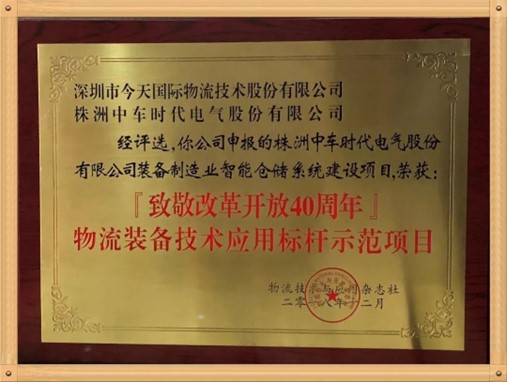 深圳市今天国际物流技术股份有限公司
株洲中车时代电气股份有限公司
经评选,你公司申报的株洲中车时代电气股份
有限公司装备制造业智能仓储系统建设项目,荣获:
『致敬改革开放40周年』
物流装备技术应用标杆示范项目
物流技术与应用杂志社
二零一八年十二月